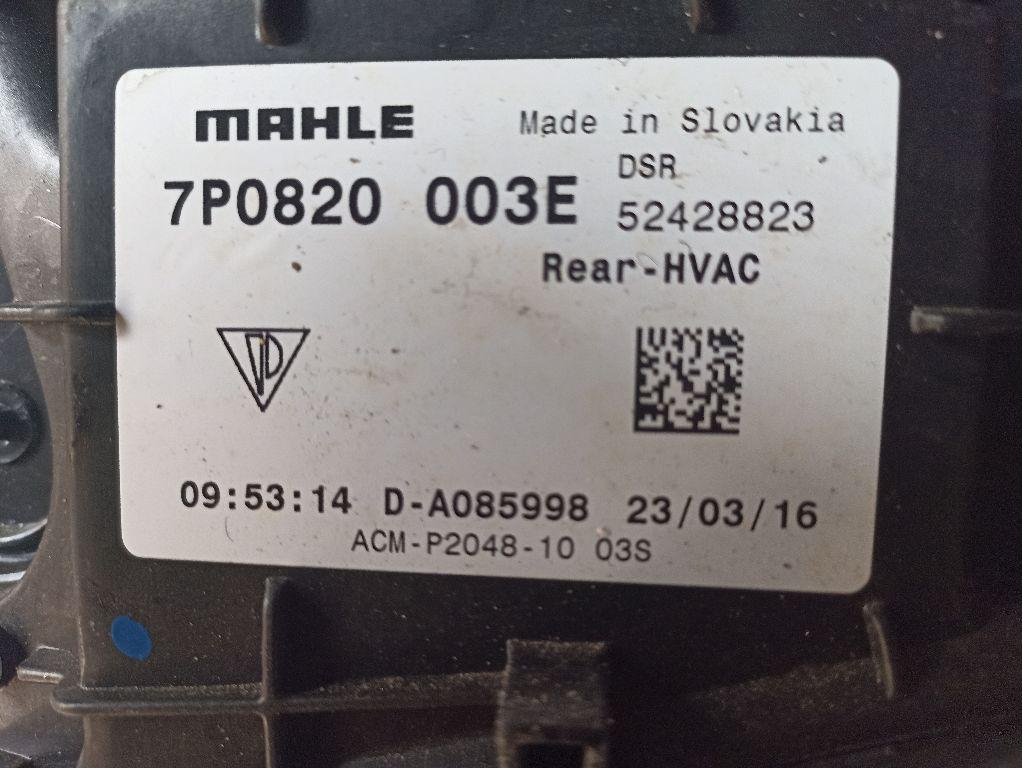 MAHLE Made in Slovakia
DSR
7P0820 003E 52428823
Rear-HVAC
09:53:14 D-A085998 23/03/16
ACM-P2048-10 03S